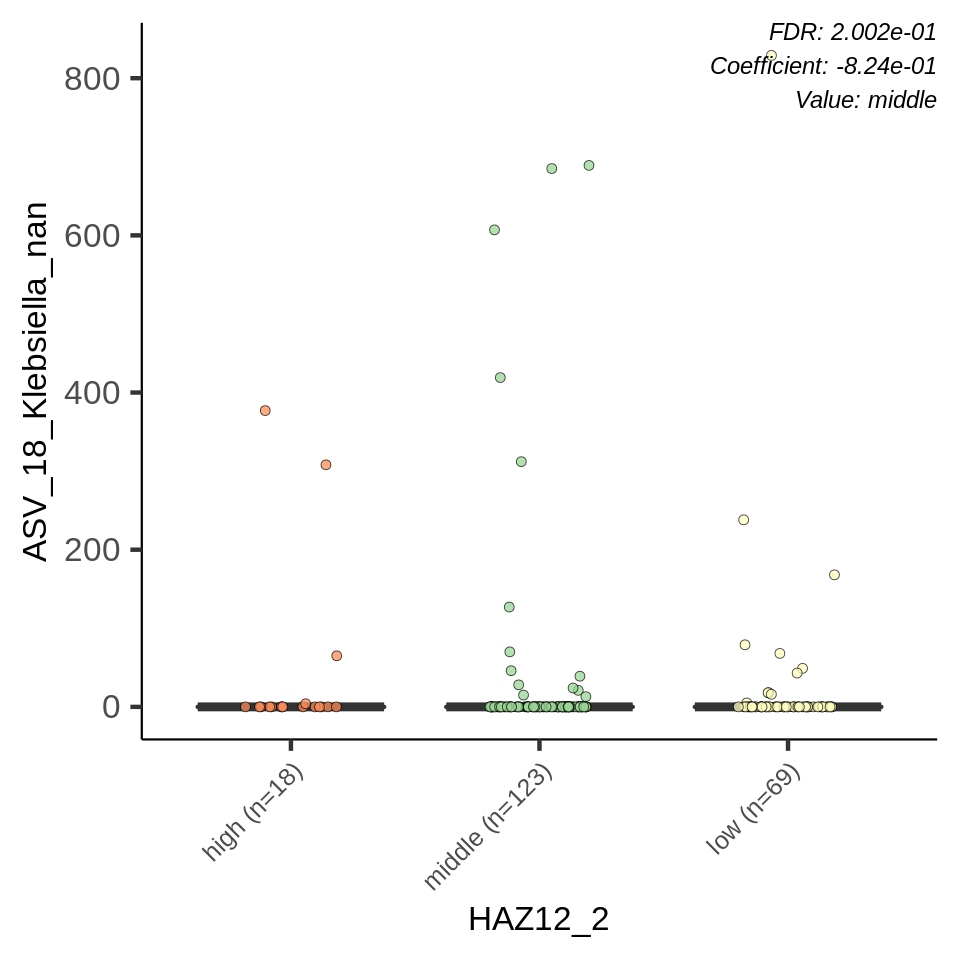 FDR: 2.002e-01
Coefficient: -8.24e-01
Value: middle
800
600
400
200
0
ASV_18_Klebsiella_nan
high (n=18)
middle (n=123)
low (n=69)
HAZ12_2